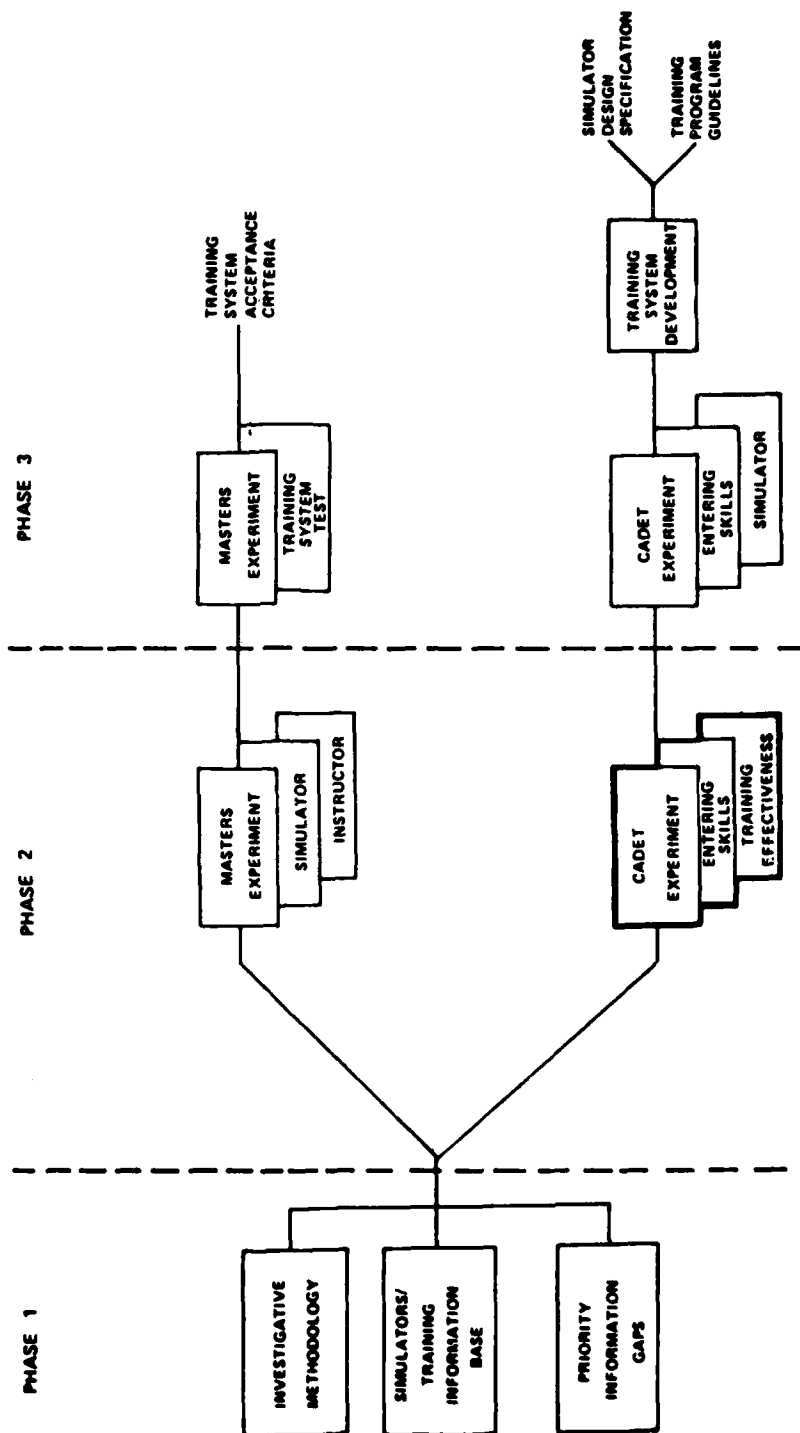 PHASE 1
INVESTIGATIVE
METHODOLOGY
SIMULATORS/
TRAINING
INFORMATION
BASE
PRIORITY
INFORMATION
GAPS
PHASE 2
MASTERS
EXPERIMENT
SIMULATOR
INSTRUCTOR
CADET
EXPERIMENT
ENTERING
SKILLS
TRAINING
EFFECTIVENESS
PHASE 3
MASTERS
EXPERIMENT
TRAINING
SYSTEM
TEST
TRAINING
SYSTEM
ACCEPTANCE
CRITERIA
CADET
EXPERIMENT
ENTERING
SKILLS
SIMULATOR
TRAINING
SYSTEM
DEVELOPMENT
SIMULATOR
DESIGN
SPECIFICATION
TRAINING
PROGRAM
GUIDELINES